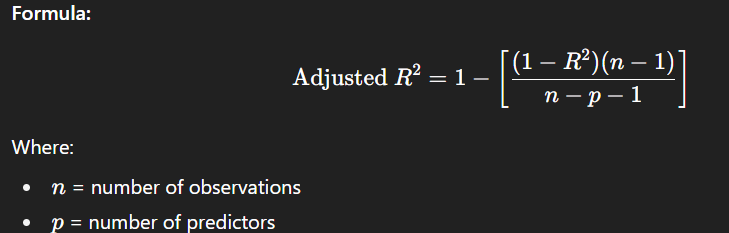 Formula:
Adjusted R² = 1 − [(1 − R²)(n − 1) / n − p − 1]
Where:
• n = number of observations
• p = number of predictors